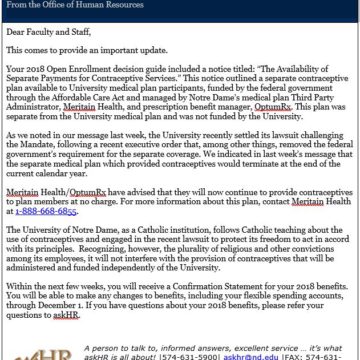 From the Office of Human Resources
Dear Faculty and Staff,
This comes to provide an important update.
Your 2018 Open Enrollment decision guide included a notice titled: "The Availability of
Separate Payments for Contraceptive Services." This notice outlined a separate contraceptive
plan available to University medical plan participants, funded by the federal government
through the Affordable Care Act and managed by Notre Dame's medical plan Third Party
Administrator, Meritain Health, and prescription benefit manager, OptumRx. This plan was
separate from the University medical plan and was not funded by the University.
As we noted in our message last week, the University recently settled its lawsuit challenging
the Mandate, following a recent executive order that, among other things, removed the federal
government's requirement for the separate coverage. We indicated in last week's message that
the separate medical plan which provided contraceptives would terminate at the end of the
current calendar year.
Meritain Health/OptumRx have advised that they will now continue to provide contraceptives
to plan members at no charge. For more information about this plan, contact Meritain Health
at 1-888-668-6855.
The University of Notre Dame, as a Catholic institution, follows Catholic teaching about the
use of contraceptives and engaged in the recent lawsuit to protect its freedom to act in accord
with its principles. Recognizing, however, the plurality of religious and other convictions
among its employees, it will not interfere with the provision of contraceptives that will be
administered and funded independently of the University.
Within the next few weeks, you will receive a Confirmation Statement for your 2018 benefits.
You will be able to make any changes to benefits, including your flexible spending accounts,
through December 1. If you have questions about your 2018 benefits, please refer your
questions to askHR.
askHR
A person to talk to, informed answers, excellent service ... it's what
askHR is all about! |574-631-5900| askhr@nd.edu |FAX: 574-631-